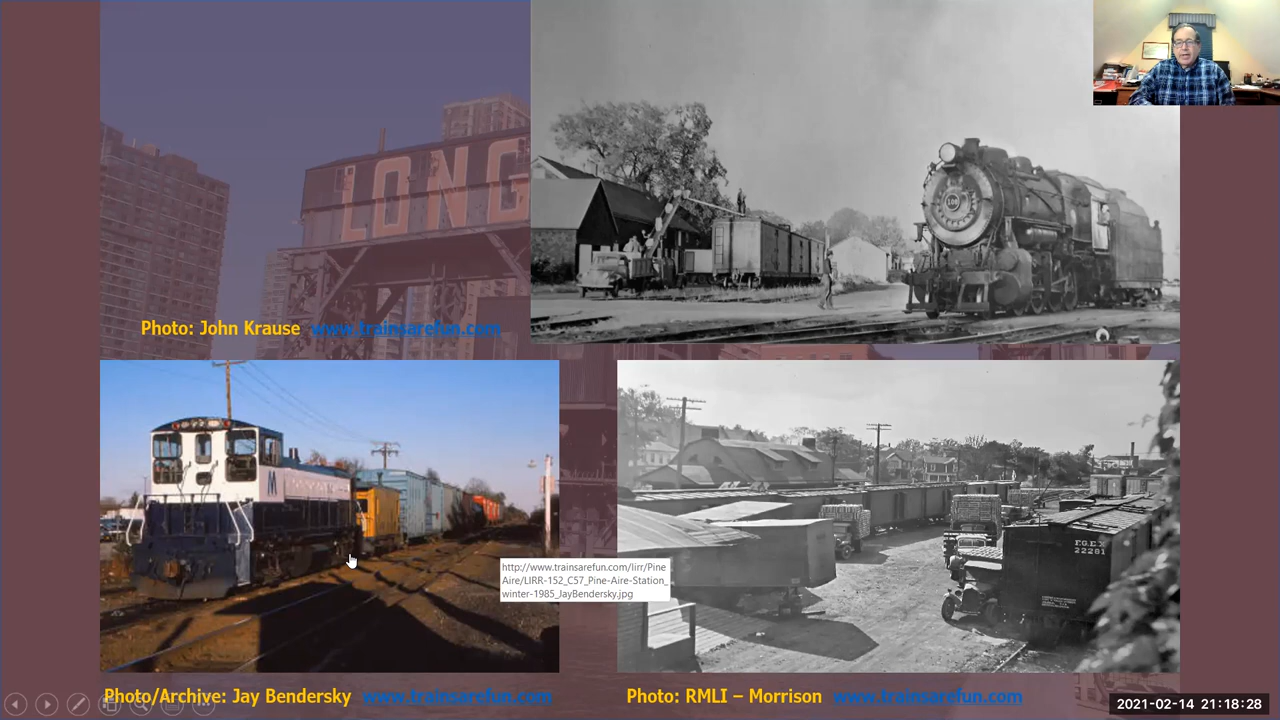 LONG
Photo: John Krause www.trainsarefun.com
http://www.trainsarefun.com/lirr/Pine
Aire/LIRR-152_C57_Pine-Aire-Station_
winter-1985_JayBendersky.jpg
F.G.E.X
22281
Photo/Archive: Jay Bendersky www.trainsarefun.com
Photo: RMLI – Morrison www.trainsarefun.com
2021-02-14 21:18:28